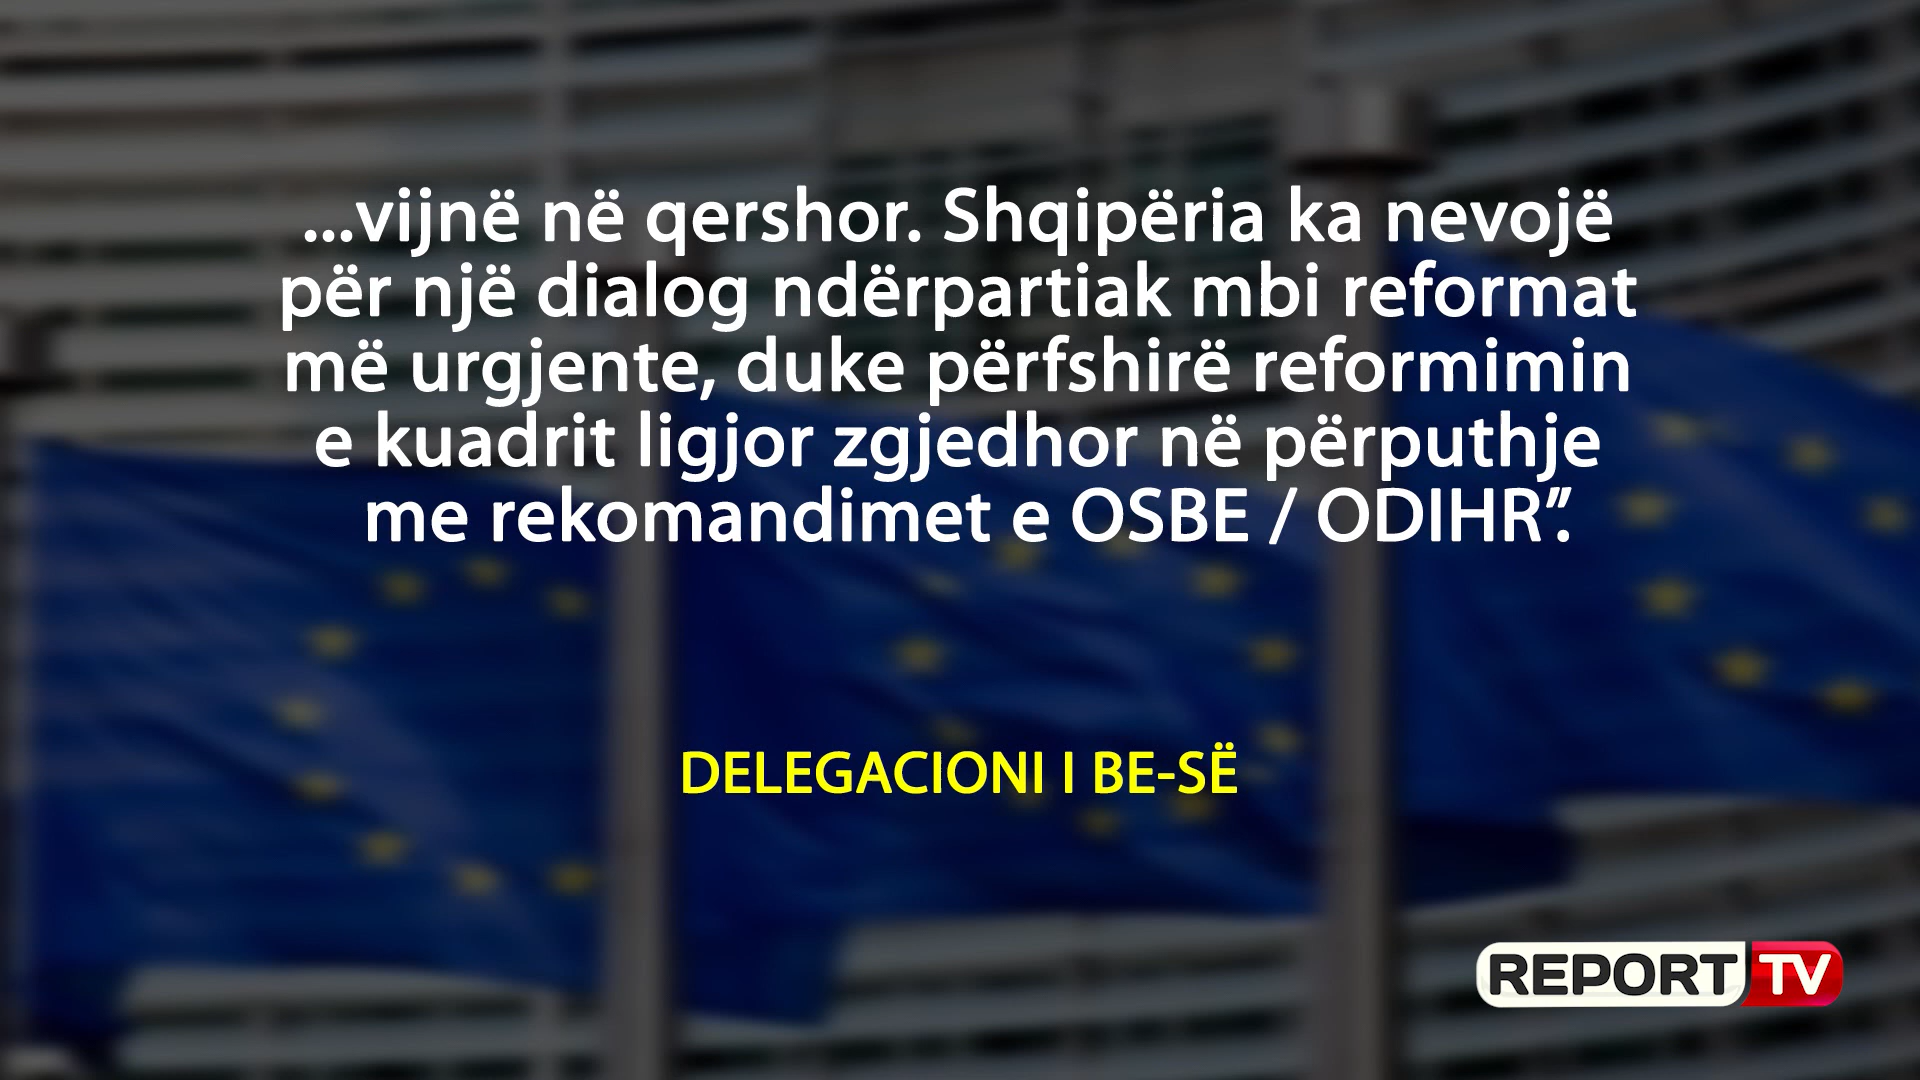 ...vijnë në qershor. Shqipëria ka nevojë
për një dialog ndërpartiak mbi reformat
më urgjente, duke përfshirë reformimin
e kuadrit ligjor zgjedhor në përputhje
me rekomandimet e OSBE / ODIHR”.
DELEGACIONI I BE-SË
REPORT TV